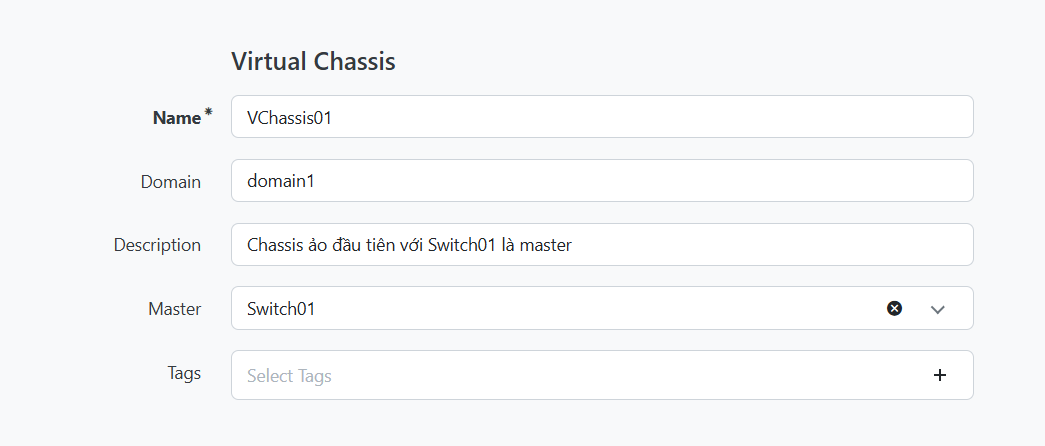 Virtual Chassis
Name*
VChassis01
Domain
domain1
Description
Chassis ảo đầu tiên với Switch01 là master
Master
Switch01
Tags
Select Tags